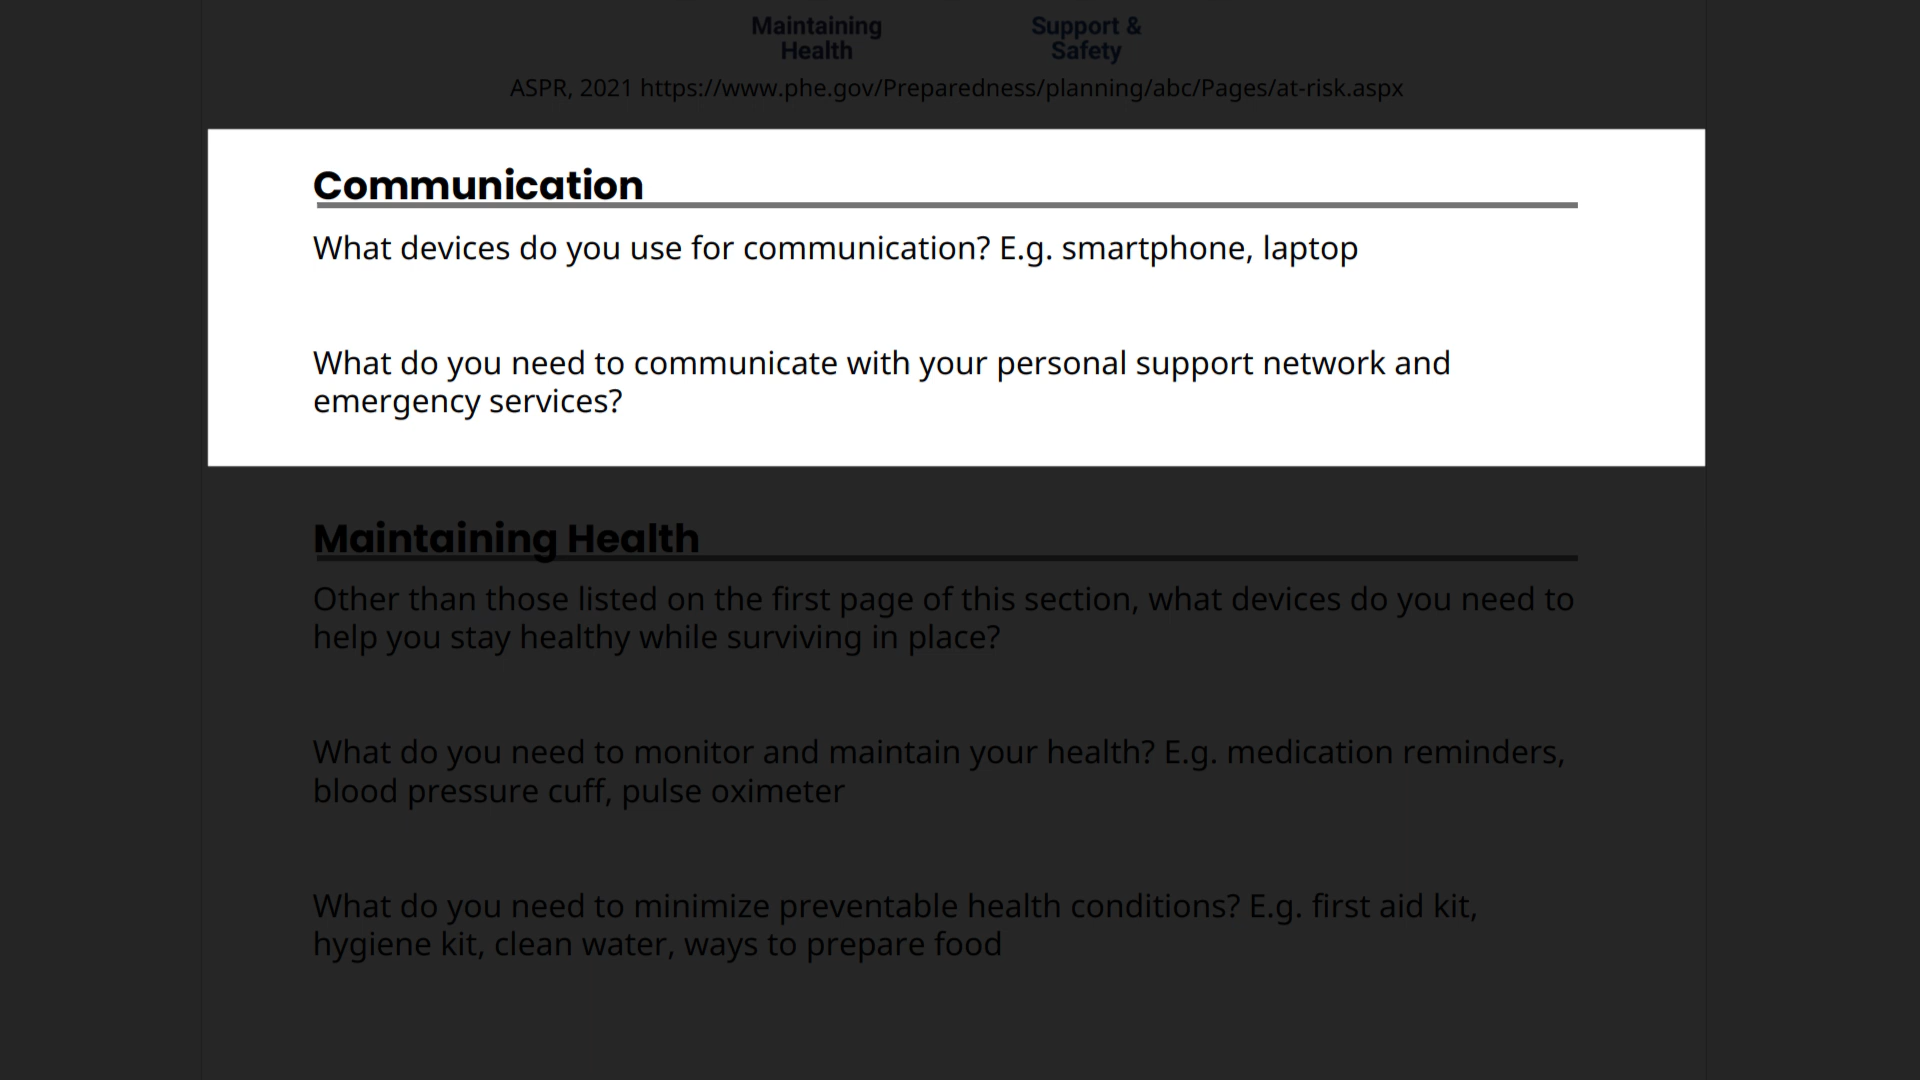 Maintaining
Health
Support &
Safety
ASPR, 2021 https://www.phe.gov/Preparedness/planning/abc/Pages/at-risk.aspx
Communication
What devices do you use for communication? E.g. smartphone, laptop
What do you need to communicate with your personal support network and
emergency services?
Maintaining Health
Other than those listed on the first page of this section, what devices do you need to
help you stay healthy while surviving in place?
What do you need to monitor and maintain your health? E.g. medication reminders,
blood pressure cuff, pulse oximeter
What do you need to minimize preventable health conditions? E.g. first aid kit,
hygiene kit, clean water, ways to prepare food